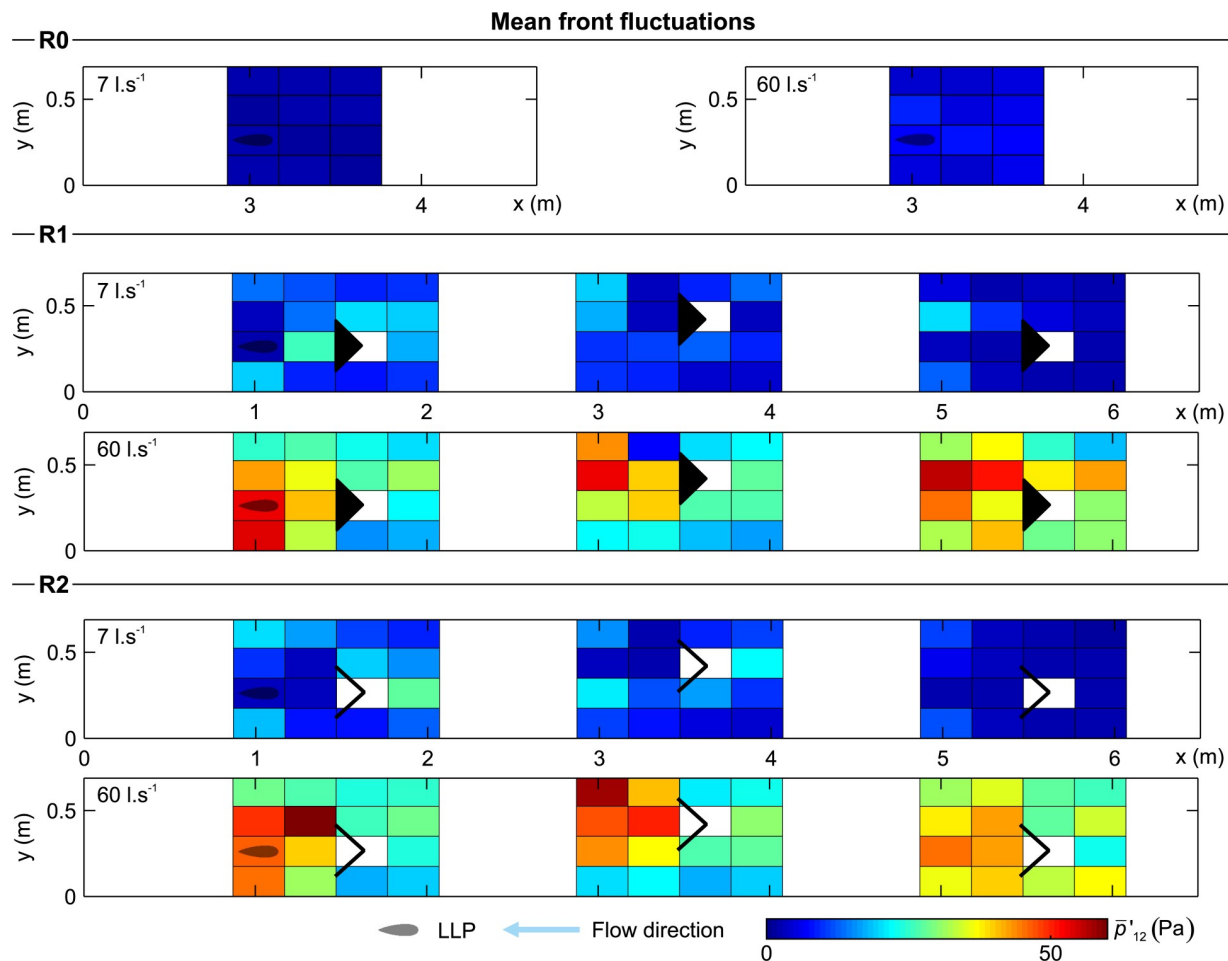 Mean front fluctuations
R0
7 l.s⁻¹
60 l.s⁻¹
y (m)
0.5
0
3
4
x (m)
y (m)
0.5
0
3
4
x (m)
R1
7 l.s⁻¹
y (m)
0.5
0
0
1
2
3
4
5
6
x (m)
60 l.s⁻¹
y (m)
0.5
0
R2
7 l.s⁻¹
y (m)
0.5
0
0
1
2
3
4
5
6
x (m)
60 l.s⁻¹
y (m)
0.5
0
LLP
Flow direction
0
50
p̅'₁₂ (Pa)